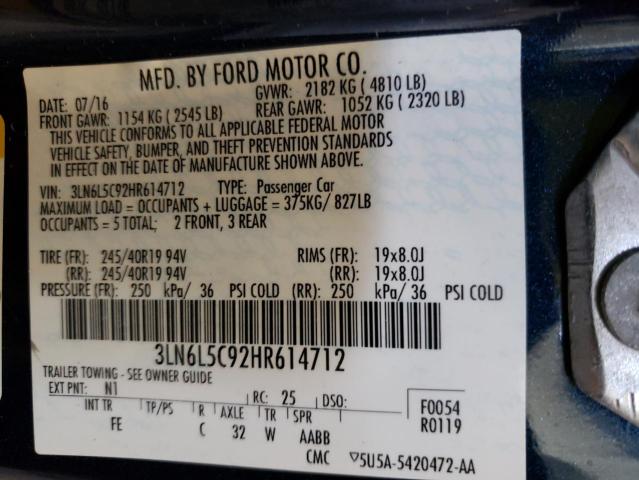 MFD. BY FORD MOTOR CO.
DATE: 07/16 GVWR: 2182 KG ( 4810 LB)
FRONT GAWR: 1154 KG ( 2545 LB) REAR GAWR: 1052 KG ( 2320 LB)
THIS VEHICLE CONFORMS TO ALL APPLICABLE FEDERAL MOTOR
VEHICLE SAFETY, BUMPER, AND THEFT PREVENTION STANDARDS
IN EFFECT ON THE DATE OF MANUFACTURE SHOWN ABOVE.
VIN: 3LN6L5C92HR614712 TYPE: Passenger Car
MAXIMUM LOAD = OCCUPANTS + LUGGAGE = 375KG/ 827LB
OCCUPANTS = 5 TOTAL; 2 FRONT, 3 REAR
TIRE (FR): 245/40R19 94V RIMS (FR): 19x8.0J
(RR): 245/40R19 94V (RR): 19x8.0J
PRESSURE (FR): 250 kPa/ 36 PSI COLD (RR): 250 kPa/ 36 PSI COLD
3LN6L5C92HR614712
TRAILER TOWING - SEE OWNER GUIDE
EXT PNT: N1 RC: 25 DSO: F0054
INT TR TP/PS R AXLE TR SPR R0119
FE C 32 W AABB
CMC ▽5U5A-5420472-AA